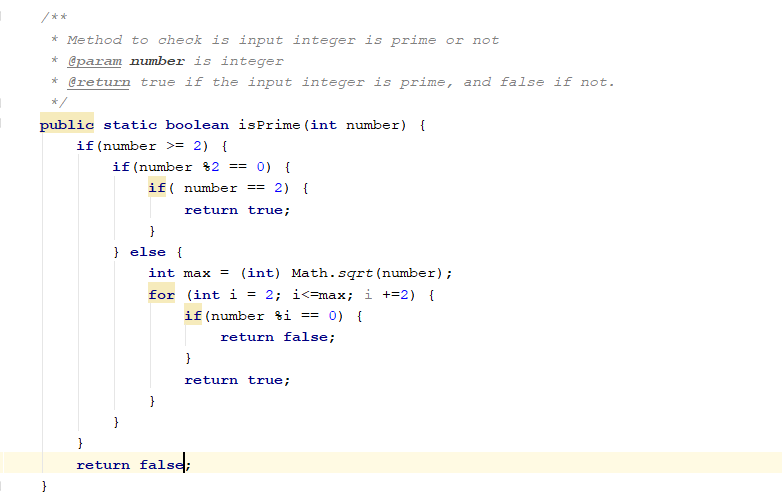 /**
 * Method to check is input integer is prime or not
 * @param number is integer
 * @return true if the input integer is prime, and false if not.
 */
public static boolean isPrime(int number) {
    if(number >= 2) {
        if(number %2 == 0) {
            if( number == 2) {
                return true;
            }
        } else {
            int max = (int) Math.sqrt(number);
            for (int i = 2; i<=max; i +=2) {
                if(number %i == 0) {
                    return false;
                }
                return true;
            }
        }
    }
    return false;
}